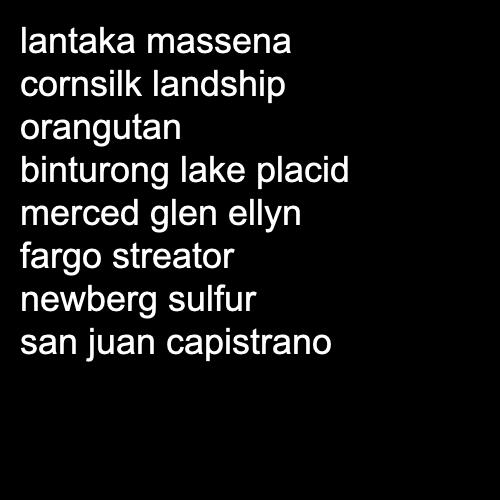 lantaka massena
cornsilk landship
orangutan
binturong lake placid
merced glen ellyn
fargo streator
newberg sulfur
san juan capistrano